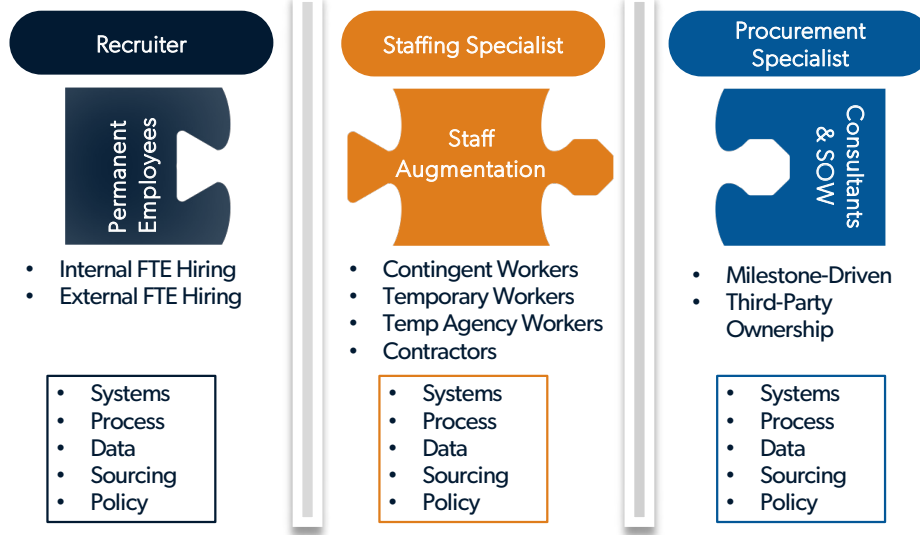 Recruiter
Permanent
Employees
• Internal FTE Hiring
• External FTE Hiring
• Systems
• Process
• Data
• Sourcing
• Policy
Staffing Specialist
Staff
Augmentation
• Contingent Workers
• Temporary Workers
• Temp Agency Workers
• Contractors
• Systems
• Process
• Data
• Sourcing
• Policy
Procurement
Specialist
Consultants
& SOW
• Milestone-Driven
• Third-Party
Ownership
• Systems
• Process
• Data
• Sourcing
• Policy